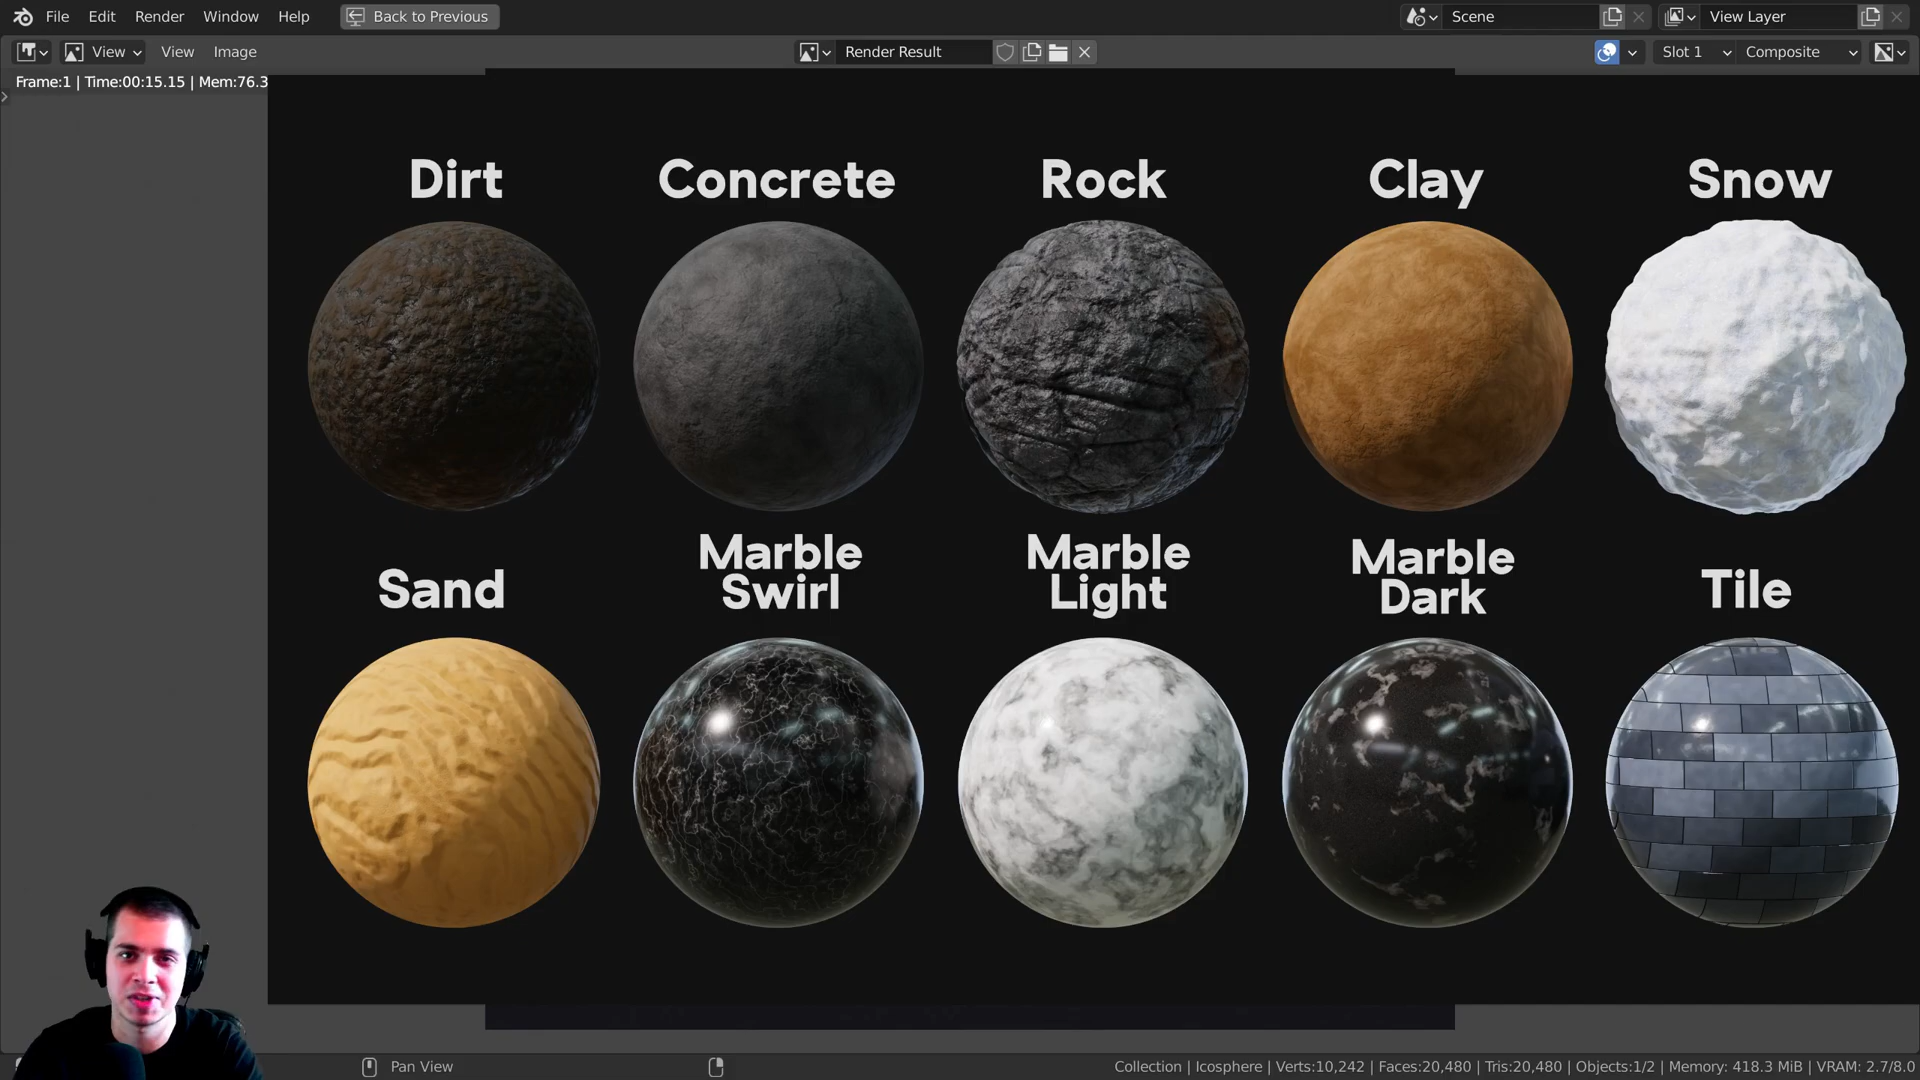 File Edit Render Window Help Back to Previous Scene View Layer
View View Image Render Result Slot 1 Composite
Frame:1 | Time:00:15.15 | Mem:76.3
Dirt Concrete Rock Clay Snow
Sand
Marble
Swirl
Marble
Light
Marble
Dark
Tile
Pan View Collection | Icosphere | Verts:10,242 | Faces:20,480 | Tris:20,480 | Objects:1/2 | Memory: 418.3 MiB | VRAM: 2.7/8.0